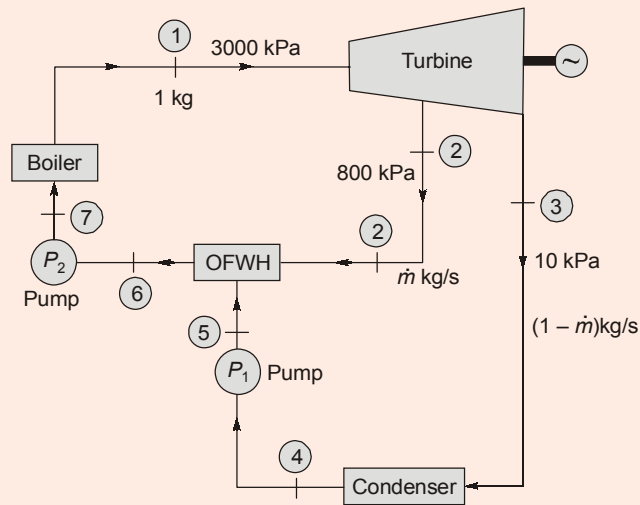 1
3000 kPa
1 kg
Turbine
~
2
800 kPa
3
Boiler
7
2
10 kPa
P2
OFWH
ṁ kg/s
6
Pump
(1 – ṁ)kg/s
5
P1 Pump
4
Condenser